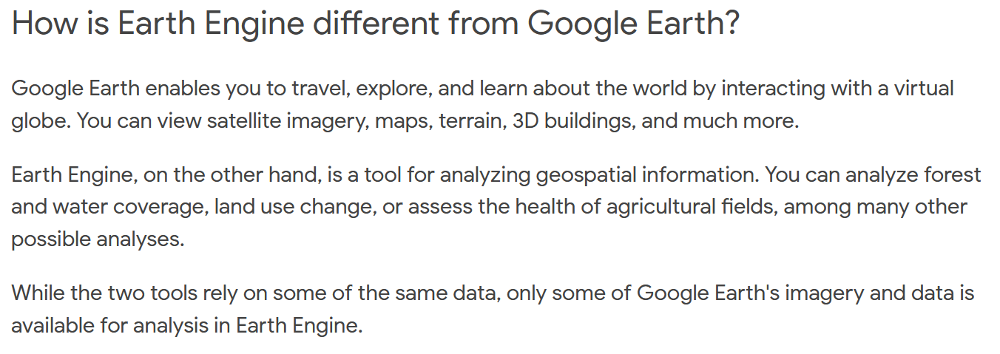 How is Earth Engine different from Google Earth?
Google Earth enables you to travel, explore, and learn about the world by interacting with a virtual
globe. You can view satellite imagery, maps, terrain, 3D buildings, and much more.
Earth Engine, on the other hand, is a tool for analyzing geospatial information. You can analyze forest
and water coverage, land use change, or assess the health of agricultural fields, among many other
possible analyses.
While the two tools rely on some of the same data, only some of Google Earth's imagery and data is
available for analysis in Earth Engine.